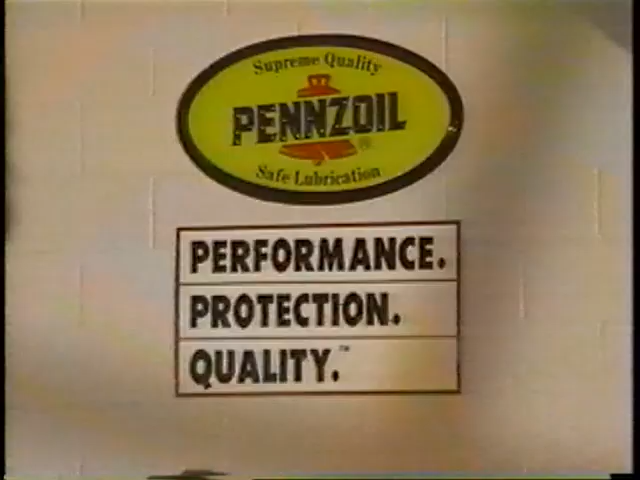 Supreme Quality
PENNZOIL
®
Safe Lubrication
PERFORMANCE.
PROTECTION.
QUALITY.™